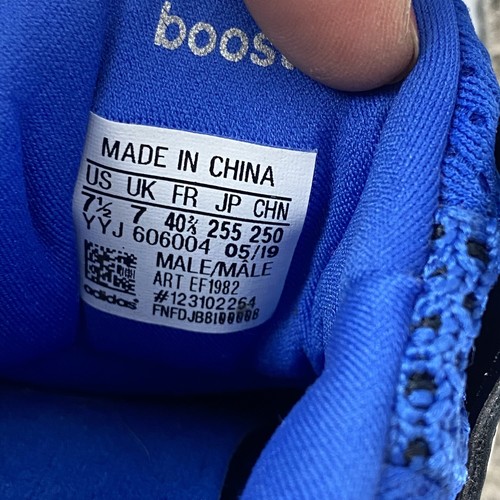 boost
MADE IN CHINA
US UK FR JP CHN
7½ 7 40⅔ 255 250
YYJ 606004 05/19
MALE/MÂLE
ART EF1982
#123102264
adidas